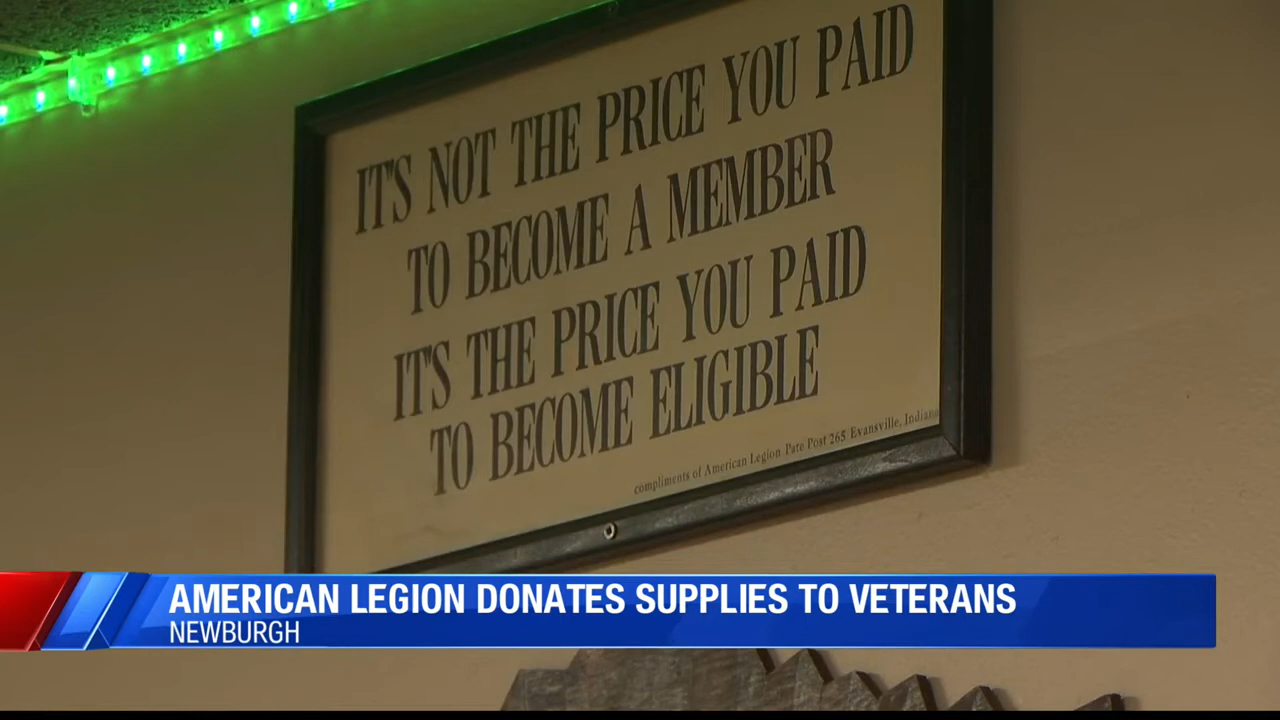 IT'S NOT THE PRICE YOU PAID
TO BECOME A MEMBER
IT'S THE PRICE YOU PAID
TO BECOME ELIGIBLE
compliments of American Legion Pate Post 265 Evansville, Indiana
AMERICAN LEGION DONATES SUPPLIES TO VETERANS
NEWBURGH